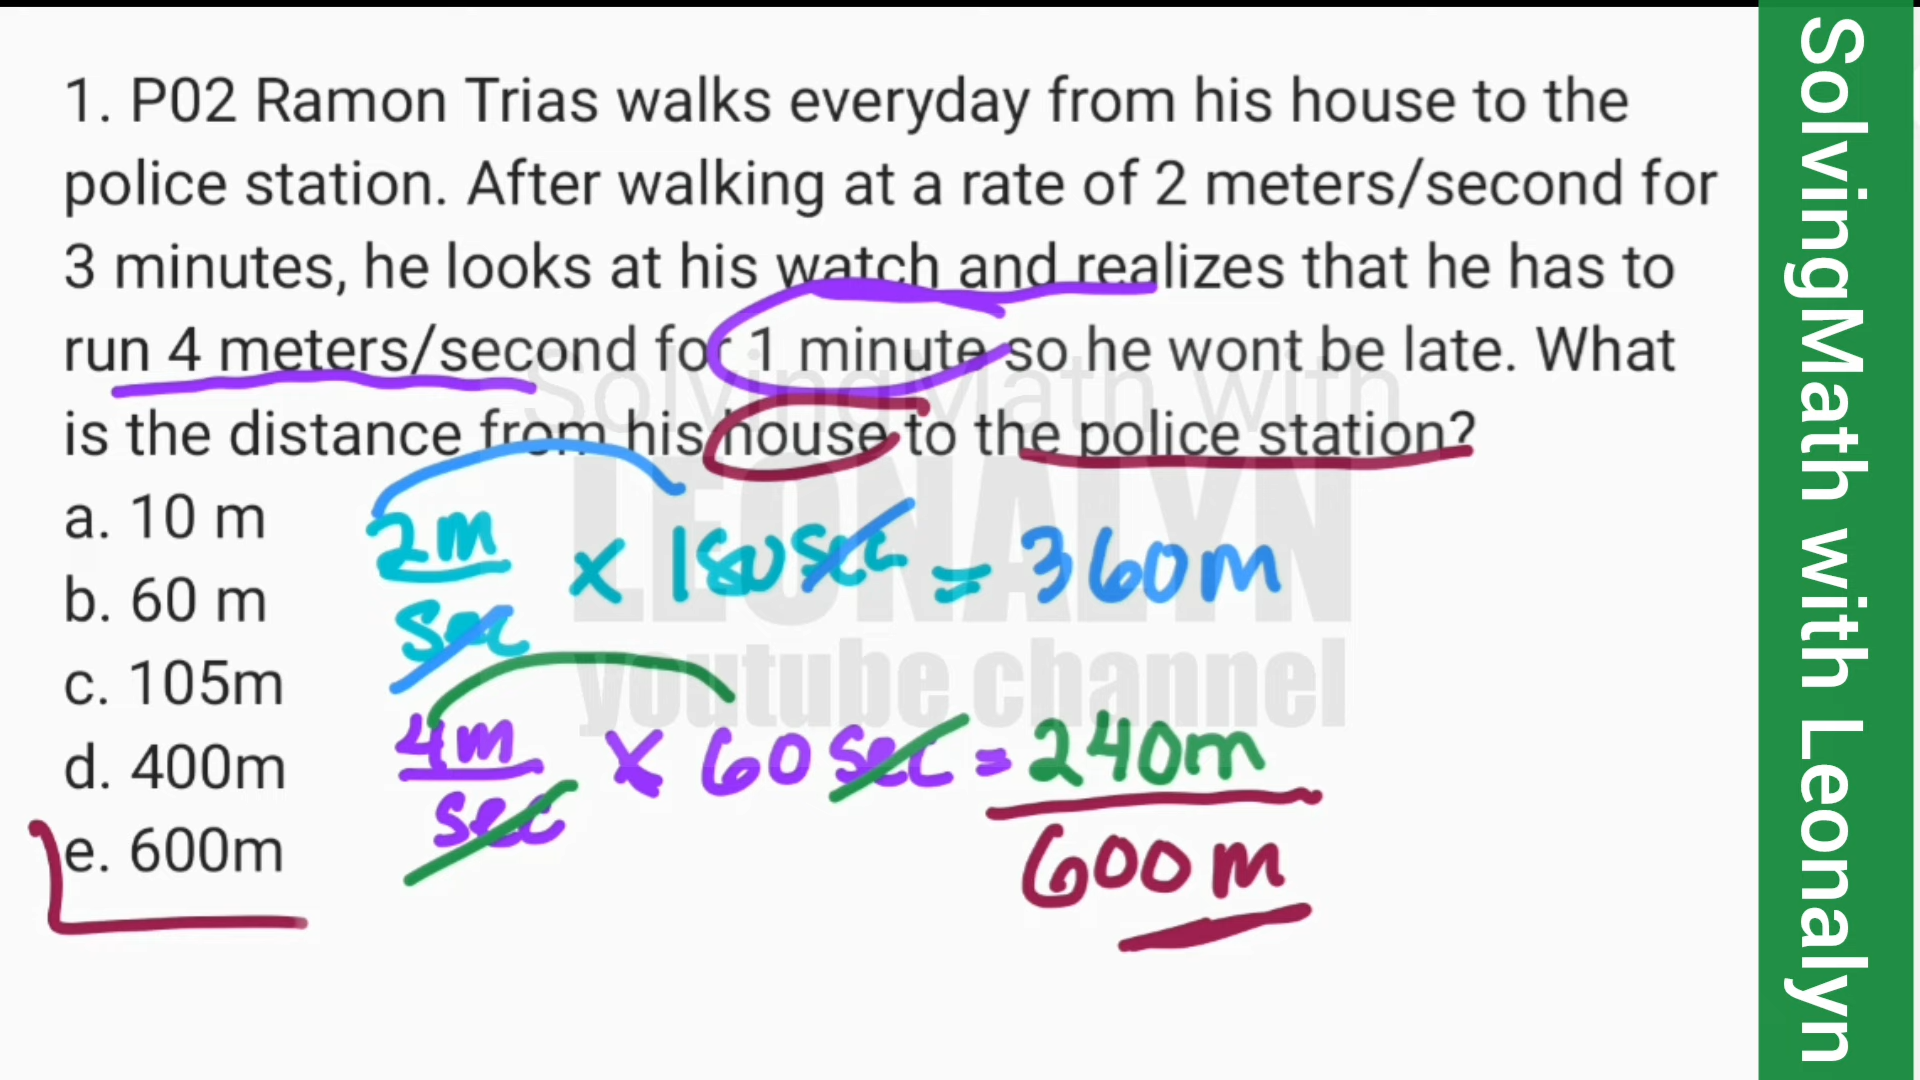 1. P02 Ramon Trias walks everyday from his house to the
police station. After walking at a rate of 2 meters/second for
3 minutes, he looks at his watch and realizes that he has to
run 4 meters/second for 1 minute so he wont be late. What
is the distance from his house to the police station?
a. 10 m
b. 60 m
c. 105m
d. 400m
e. 600m
2m
sec
x 180 sec = 360m
4m
sec
x 60 sec = 240m
600 m
SolvingMath with
LEONALYN
youtube channel
SolvingMath with Leonalyn